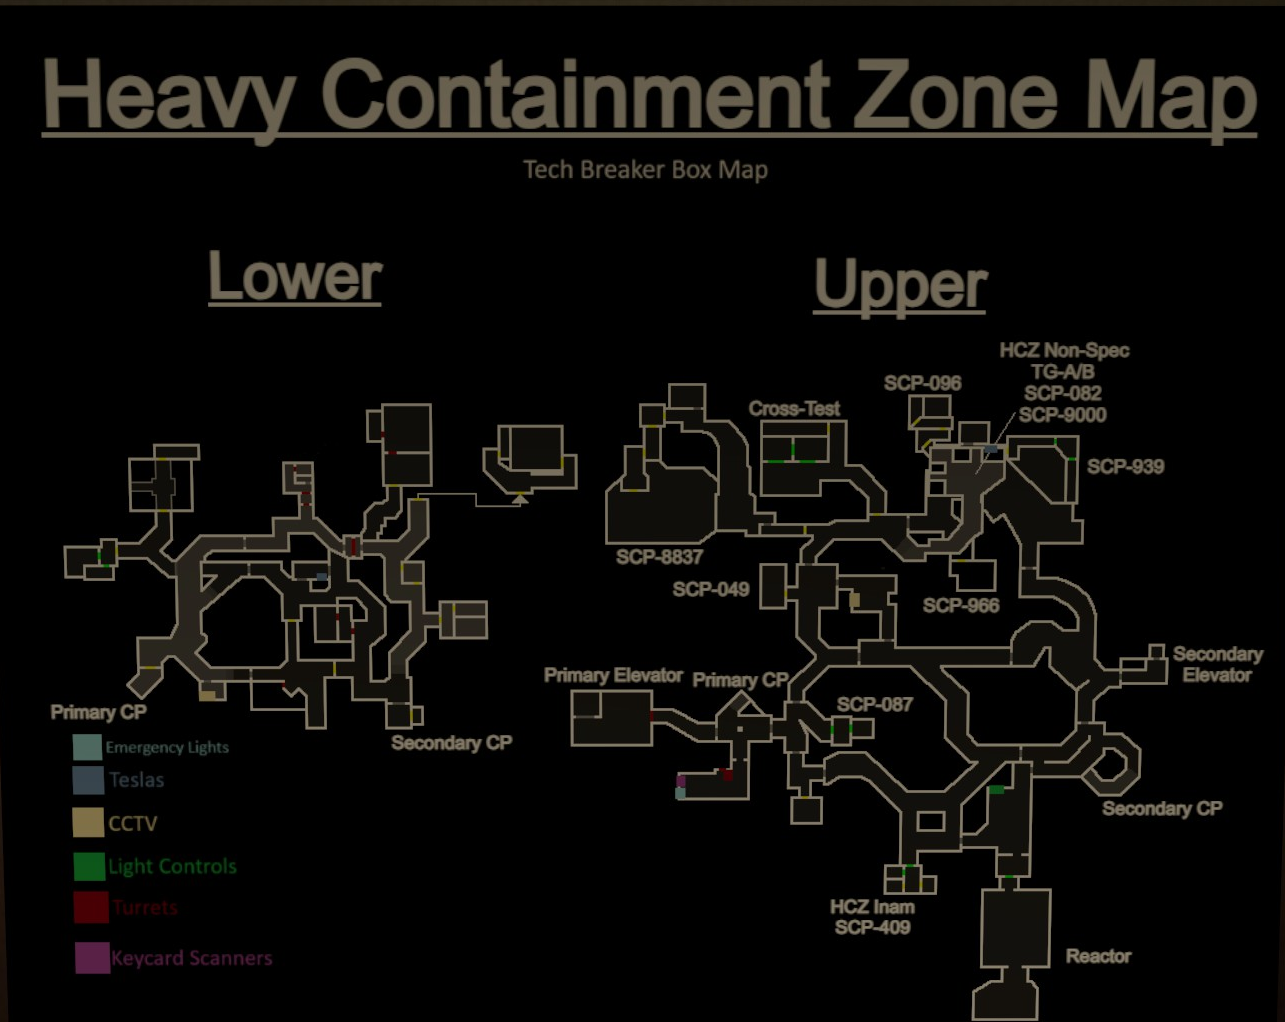 Heavy Containment Zone Map
Tech Breaker Box Map
Lower
Upper
HCZ Non-Spec
TG-A/B
SCP-082
SCP-9000
SCP-096
Cross-Test
SCP-939
SCP-8837
SCP-049
SCP-966
Primary Elevator
Primary CP
SCP-087
Secondary
Elevator
Primary CP
Secondary CP
Secondary CP
Emergency Lights
Teslas
CCTV
Light Controls
Turrets
Keycard Scanners
HCZ Inam
SCP-409
Reactor